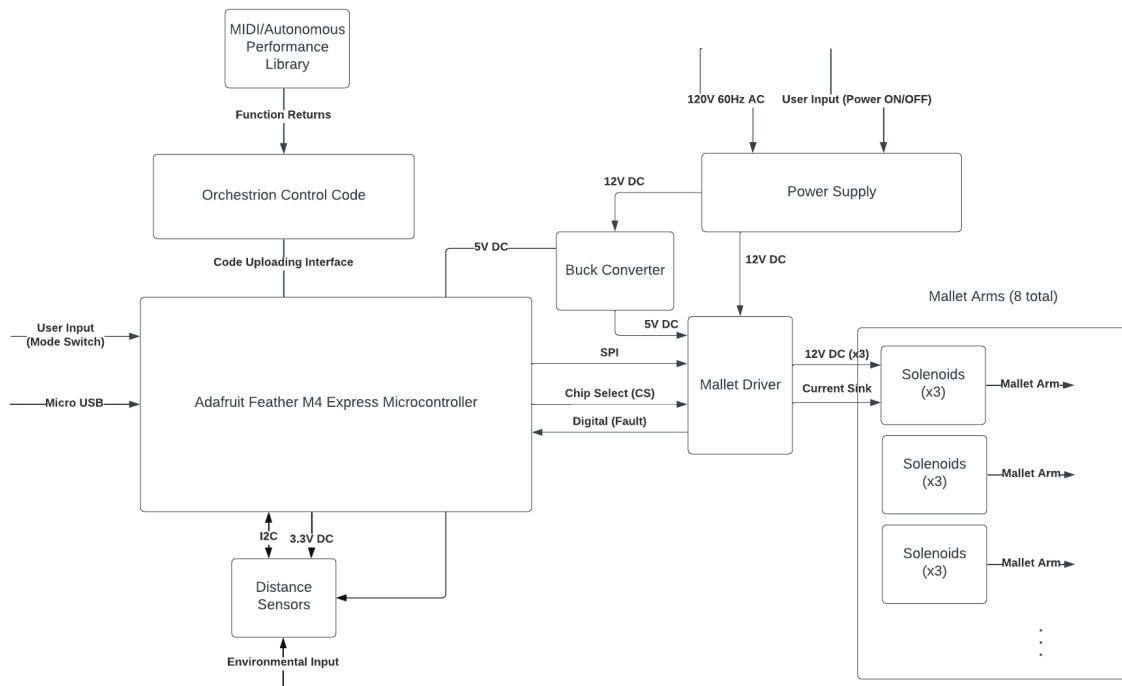 MIDI/Autonomous
Performance
Library
Function Returns
Orchestrion Control Code
Code Uploading Interface
120V 60Hz AC
User Input (Power ON/OFF)
Power Supply
12V DC
12V DC
5V DC
Buck Converter
5V DC
Mallet Arms (8 total)
User Input
(Mode Switch)
Micro USB
Adafruit Feather M4 Express Microcontroller
SPI
Chip Select (CS)
Digital (Fault)
Mallet Driver
12V DC (x3)
Current Sink
Solenoids
(x3)
Mallet Arm
Solenoids
(x3)
Mallet Arm
Solenoids
(x3)
Mallet Arm
I2C
3.3V DC
Distance
Sensors
Environmental Input